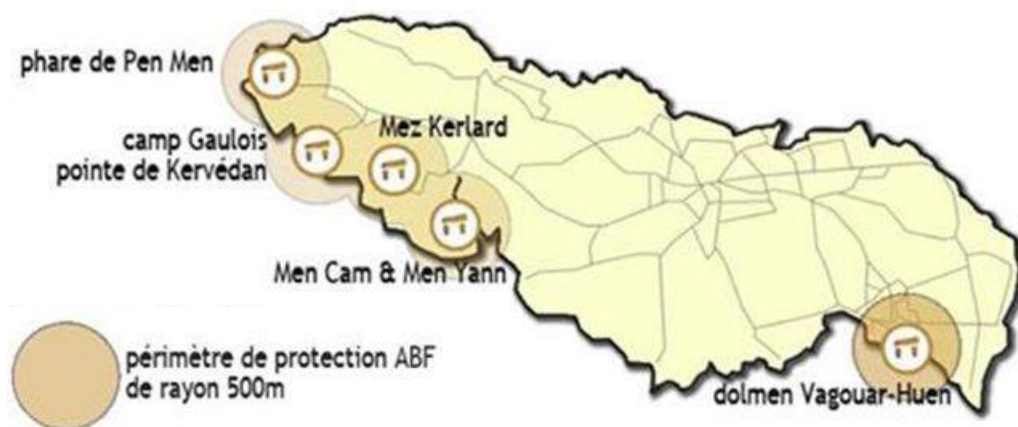 phare de Pen Men
camp Gaulois
pointe de Kervédan
Mez Kerlard
Men Cam & Men Yann
périmètre de protection ABF
de rayon 500m
dolmen Vagouar-Huen